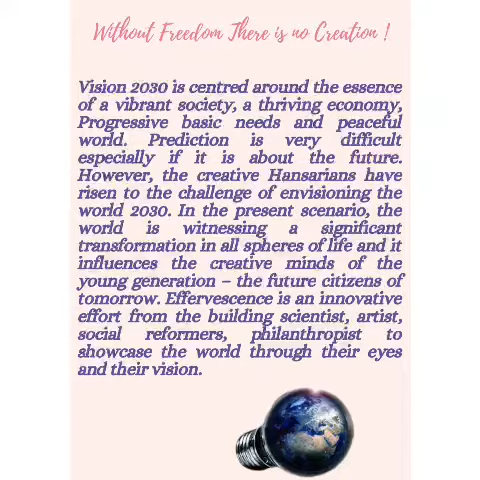 Without Freedom There is no Creation !
Vision 2030 is centred around the essence
of a vibrant society, a thriving economy,
Progressive basic needs and peaceful
world. Prediction is very difficult
especially if it is about the future.
However, the creative Hansarians have
risen to the challenge of envisioning the
world 2030. In the present scenario, the
world is witnessing a significant
transformation in all spheres of life and it
influences the creative minds of the
young generation – the future citizens of
tomorrow. Effervescence is an innovative
effort from the building scientist, artist,
social reformers, philanthropist to
showcase the world through their eyes
and their vision.